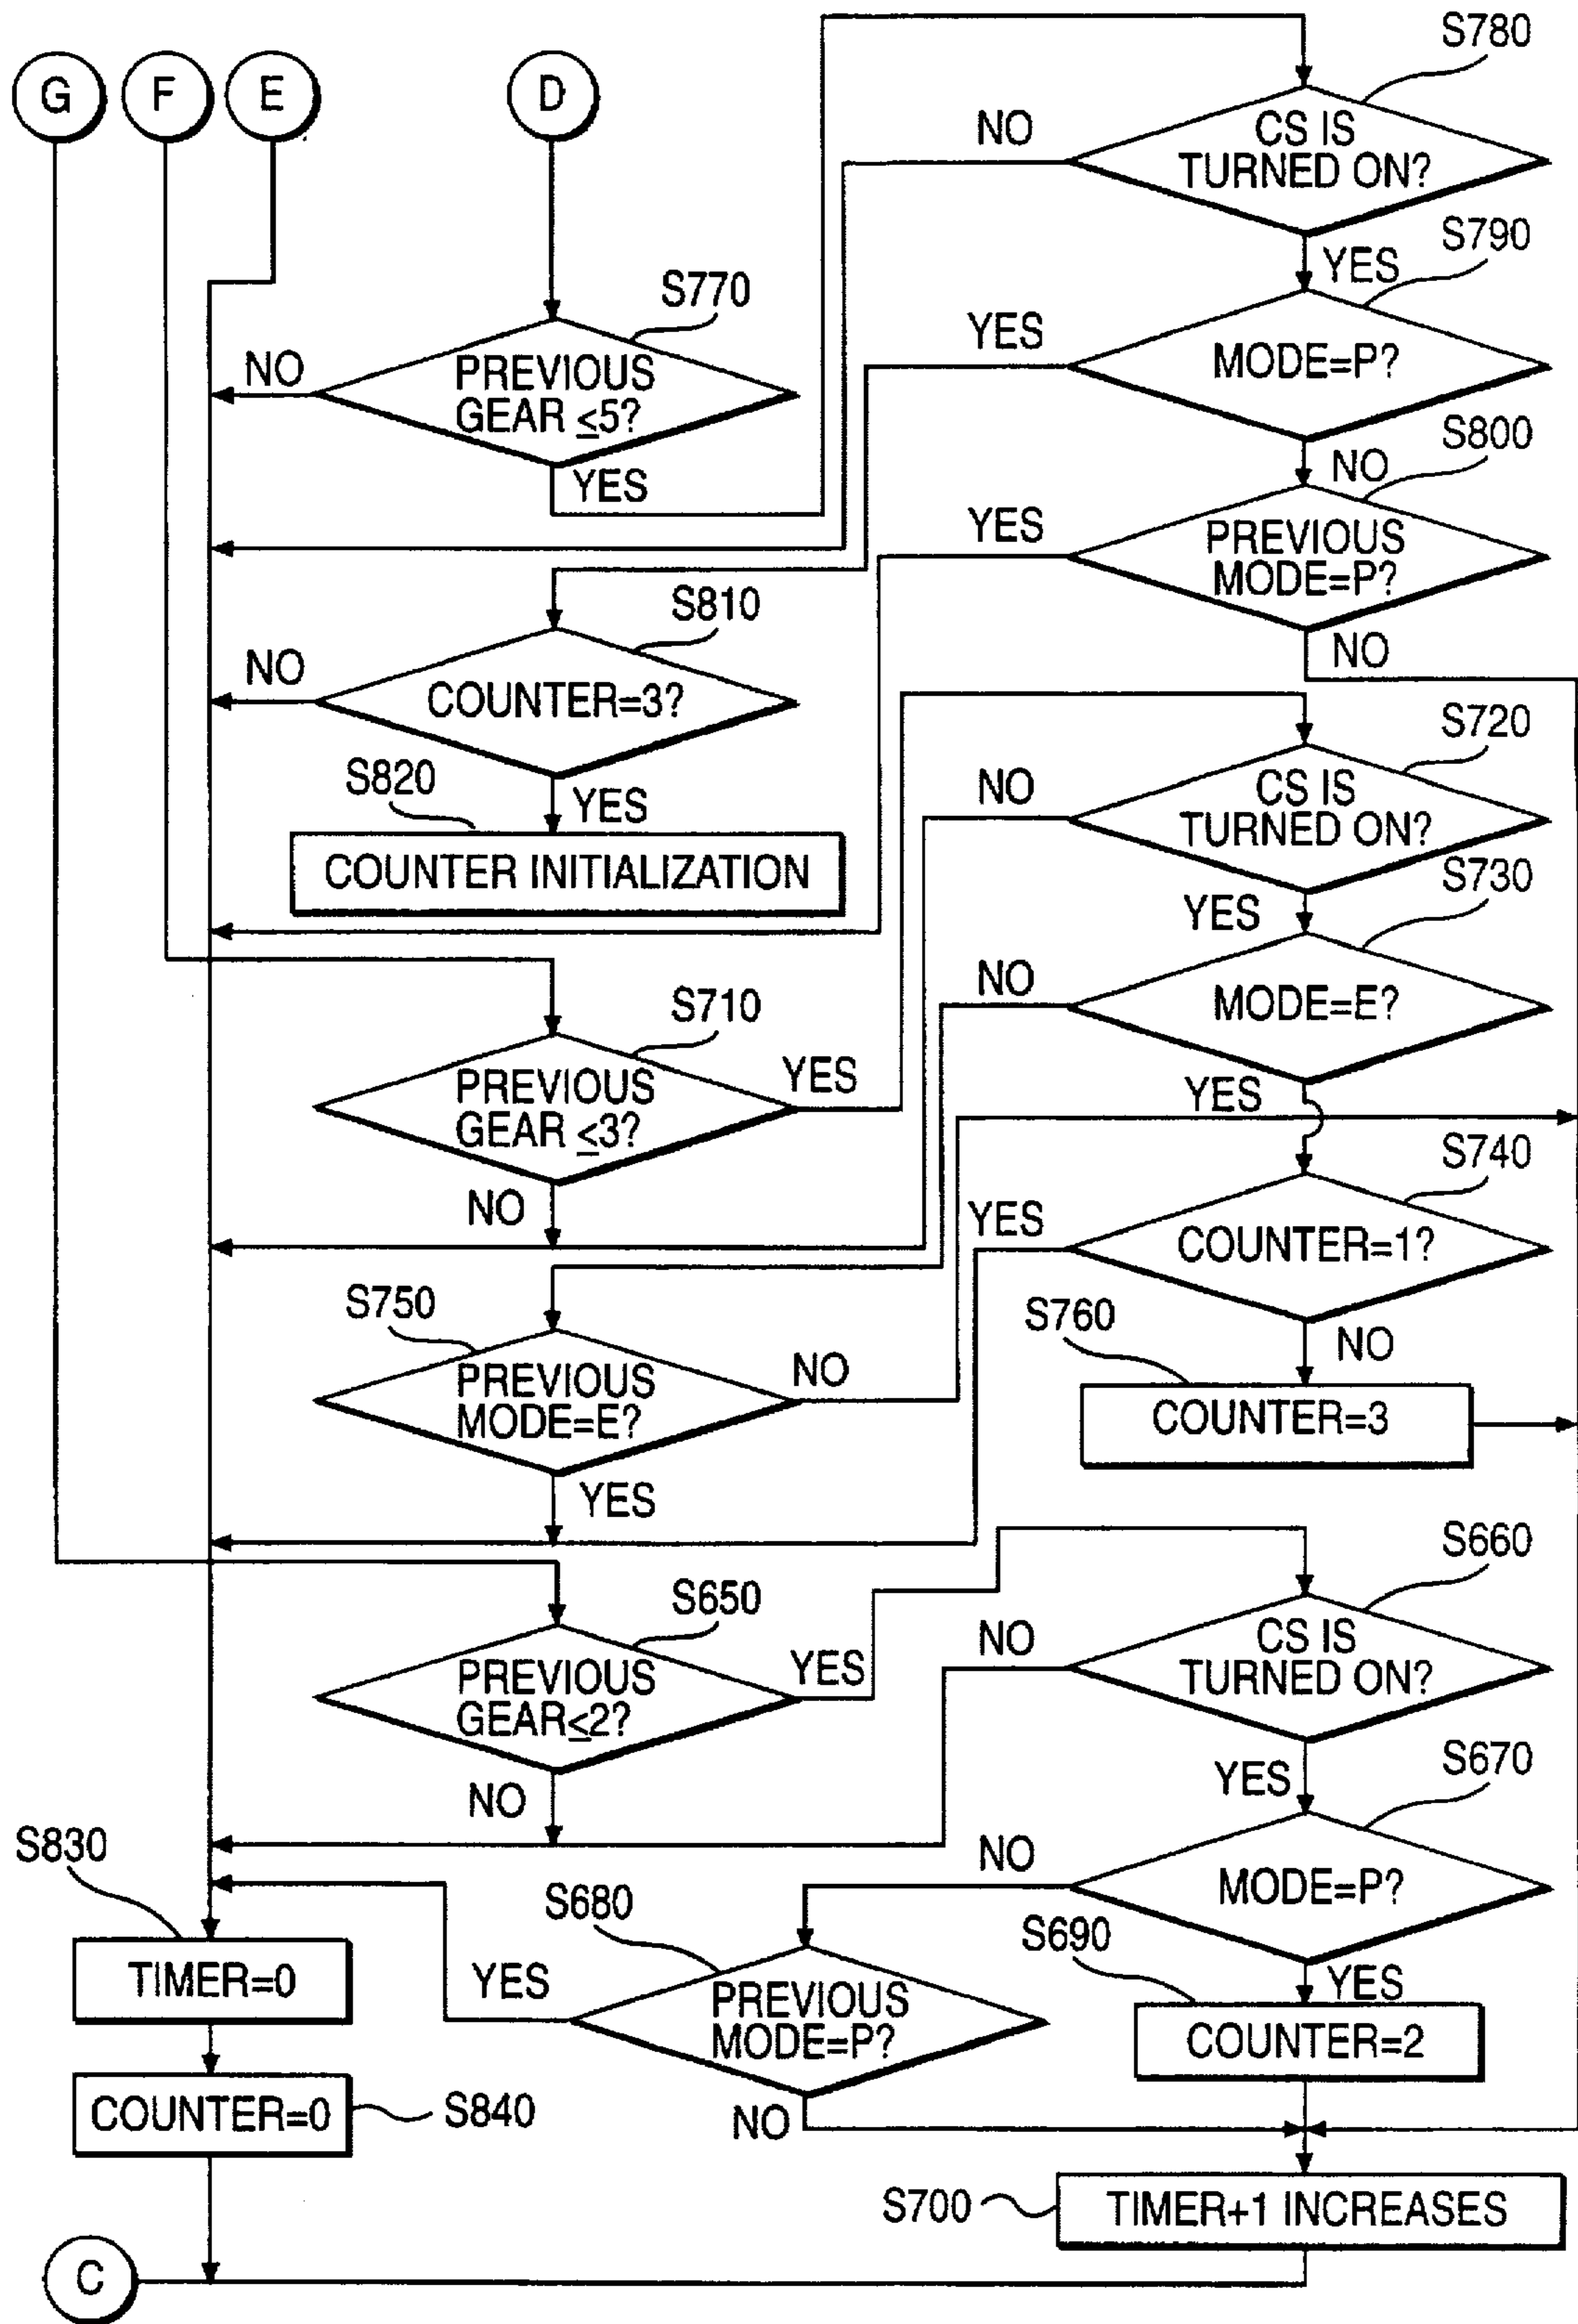 G
F
E
D
S780
CS IS
TURNED ON?
NO
YES
S790
MODE=P?
YES
NO
S770
PREVIOUS
GEAR ≤5?
NO
YES
S800
PREVIOUS
MODE=P?
YES
NO
S810
COUNTER=3?
NO
YES
S820
COUNTER INITIALIZATION
S720
CS IS
TURNED ON?
NO
YES
S730
MODE=E?
NO
YES
S710
PREVIOUS
GEAR ≤3?
YES
NO
S740
COUNTER=1?
YES
NO
S750
PREVIOUS
MODE=E?
NO
YES
S760
COUNTER=3
S660
CS IS
TURNED ON?
NO
YES
S650
PREVIOUS
GEAR≤2?
YES
NO
S670
MODE=P?
NO
YES
S830
TIMER=0
S680
PREVIOUS
MODE=P?
YES
NO
S690
COUNTER=2
COUNTER=0
S840
S700
TIMER+1 INCREASES
C